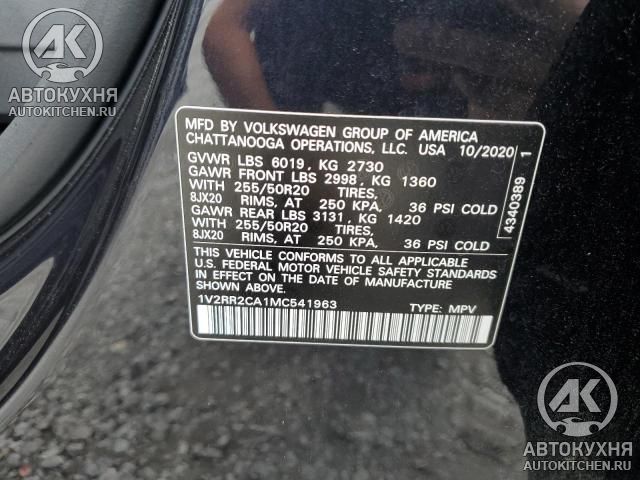 АК
АВТОКУХНЯ
AUTOKITCHEN.RU
MFD BY VOLKSWAGEN GROUP OF AMERICA
CHATTANOOGA OPERATIONS, LLC. USA 10/2020
GVWR LBS 6019, KG 2730
GAWR FRONT LBS 2998, KG 1360
WITH 255/50R20 TIRES,
8JX20 RIMS, AT 250 KPA, 36 PSI COLD
GAWR REAR LBS 3131, KG 1420
WITH 255/50R20 TIRES,
8JX20 RIMS, AT 250 KPA, 36 PSI COLD
THIS VEHICLE CONFORMS TO ALL APPLICABLE
U.S. FEDERAL MOTOR VEHICLE SAFETY STANDARDS
IN EFFECT ON THE DATE OF MANUFACTURE
SHOWN ABOVE.
1V2RR2CA1MC541963 TYPE: MPV
4340389 1
АК
АВТОКУХНЯ
AUTOKITCHEN.RU